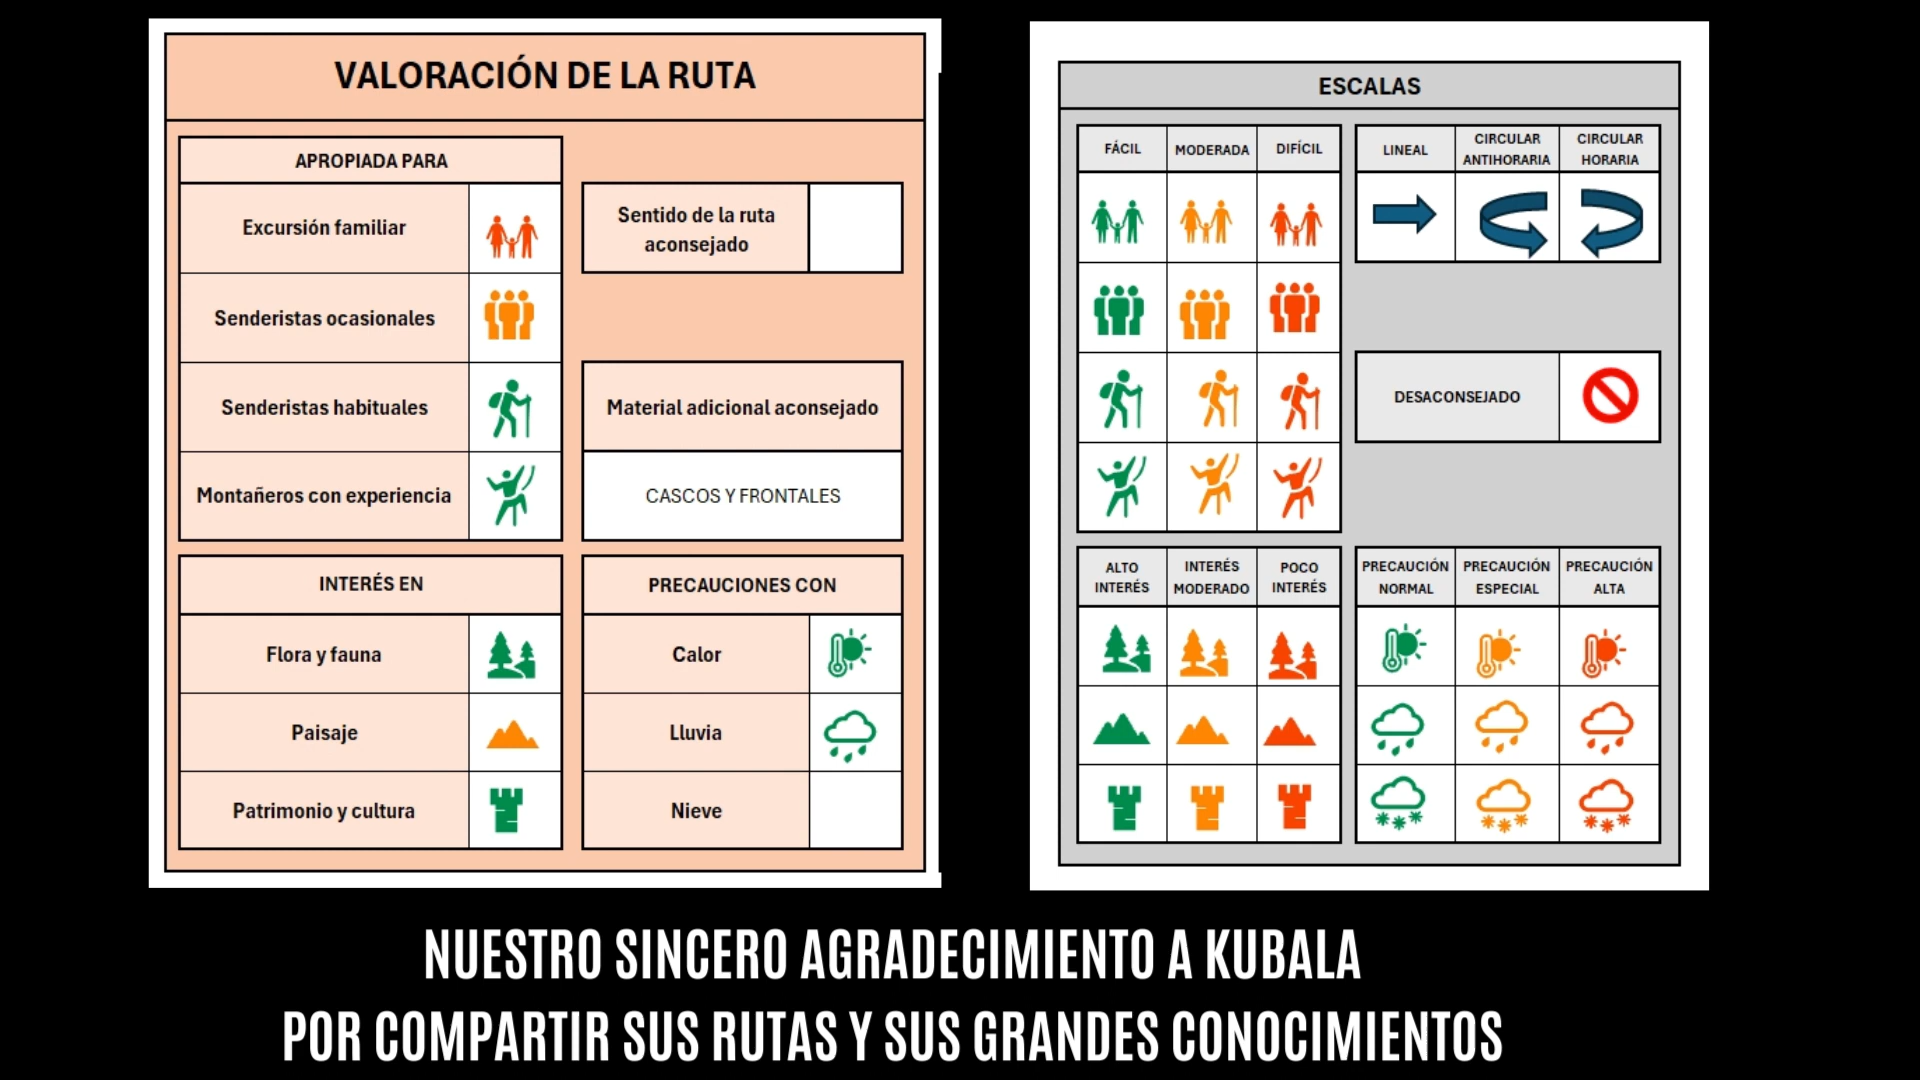 VALORACIÓN DE LA RUTA
APROPIADA PARA
Excursión familiar
Senderistas ocasionales
Senderistas habituales
Montañeros con experiencia
Sentido de la ruta
aconsejado
Material adicional aconsejado
CASCOS Y FRONTALES
INTERÉS EN
Flora y fauna
Paisaje
Patrimonio y cultura
PRECAUCIONES CON
Calor
Lluvia
Nieve
ESCALAS
FÁCIL
MODERADA
DIFÍCIL
LINEAL
CIRCULAR
ANTIHORARIA
CIRCULAR
HORARIA
DESACONSEJADO
ALTO
INTERÉS
INTERÉS
MODERADO
POCO
INTERÉS
PRECAUCIÓN
NORMAL
PRECAUCIÓN
ESPECIAL
PRECAUCIÓN
ALTA
NUESTRO SINCERO AGRADECIMIENTO A KUBALA
POR COMPARTIR SUS RUTAS Y SUS GRANDES CONOCIMIENTOS